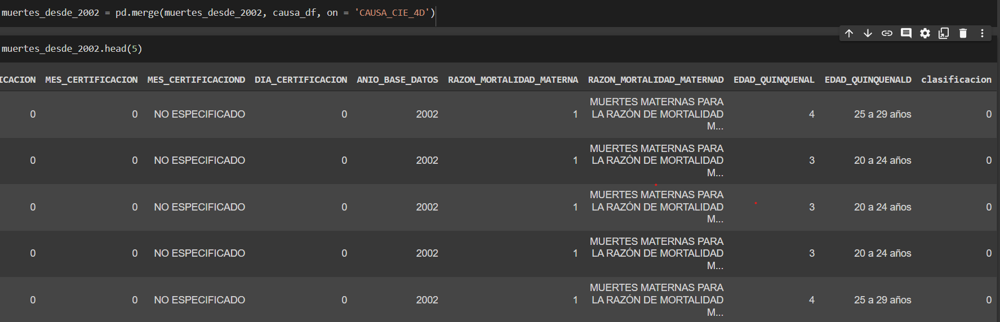 muertes_desde_2002 = pd.merge(muertes_desde_2002, causa_df, on = 'CAUSA_CIE_4D')
muertes_desde_2002.head(5)
ICACION MES_CERTIFICACION MES_CERTIFICACIOND DIA_CERTIFICACION ANIO_BASE_DATOS RAZON_MORTALIDAD_MATERNA RAZON_MORTALIDAD_MATERNAD EDAD_QUINQUENAL EDAD_QUINQUENALD clasificacion
MUERTES MATERNAS PARA
0 0 NO ESPECIFICADO 0 2002 1 LA RAZÓN DE MORTALIDAD 4 25 a 29 años 0
M...
MUERTES MATERNAS PARA
0 0 NO ESPECIFICADO 0 2002 1 LA RAZÓN DE MORTALIDAD 3 20 a 24 años 0
M...
MUERTES MATERNAS PARA
0 0 NO ESPECIFICADO 0 2002 1 LA RAZÓN DE MORTALIDAD 3 20 a 24 años 0
M...
MUERTES MATERNAS PARA
0 0 NO ESPECIFICADO 0 2002 1 LA RAZÓN DE MORTALIDAD 3 20 a 24 años 0
M...
MUERTES MATERNAS PARA
0 0 NO ESPECIFICADO 0 2002 1 LA RAZÓN DE MORTALIDAD 4 25 a 29 años 0
M...